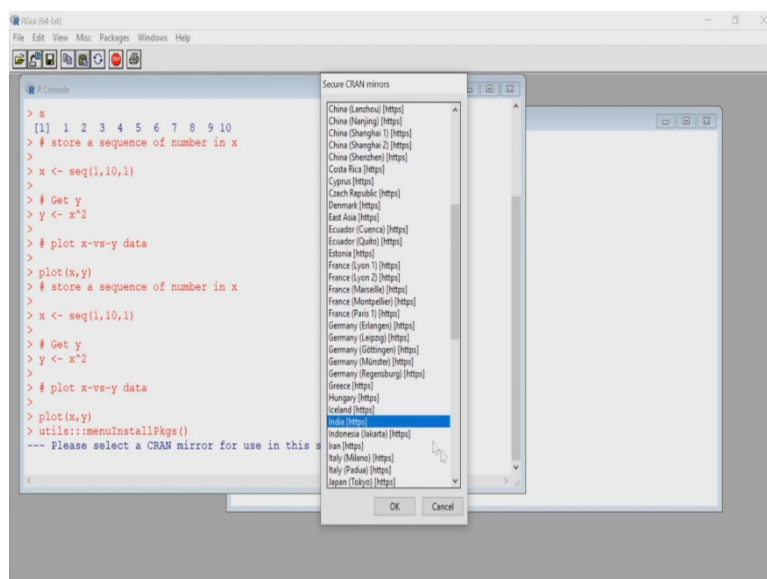 RGui (64-bit)
File Edit View Misc Packages Windows Help
R Console
> x
[1] 1 2 3 4 5 6 7 8 9 10
> # store a sequence of number in x
>
> x <- seq(1,10,1)
>
> # Get y
> y <- x^2
>
> # plot x-vs-y data
>
> plot(x,y)
> # store a sequence of number in x
>
> x <- seq(1,10,1)
>
> # Get y
> y <- x^2
>
> # plot x-vs-y data
>
> plot(x,y)
> utils:::menuInstallPkgs()
--- Please select a CRAN mirror for use in this s
Secure CRAN mirrors
China (Lanzhou) [https]
China (Nanjing) [https]
China (Shanghai 1) [https]
China (Shanghai 2) [https]
China (Shenzhen) [https]
Costa Rica [https]
Cyprus [https]
Czech Republic [https]
Denmark [https]
East Asia [https]
Ecuador (Cuenca) [https]
Ecuador (Quito) [https]
Estonia [https]
France (Lyon 1) [https]
France (Lyon 2) [https]
France (Marseille) [https]
France (Montpellier) [https]
France (Paris 1) [https]
Germany (Erlangen) [https]
Germany (Leipzig) [https]
Germany (Göttingen) [https]
Germany (Münster) [https]
Germany (Regensburg) [https]
Greece [https]
Hungary [https]
Iceland [https]
India [https]
Indonesia (Jakarta) [https]
Iran [https]
Italy (Milano) [https]
Italy (Padua) [https]
Japan (Tokyo) [https]
OK Cancel